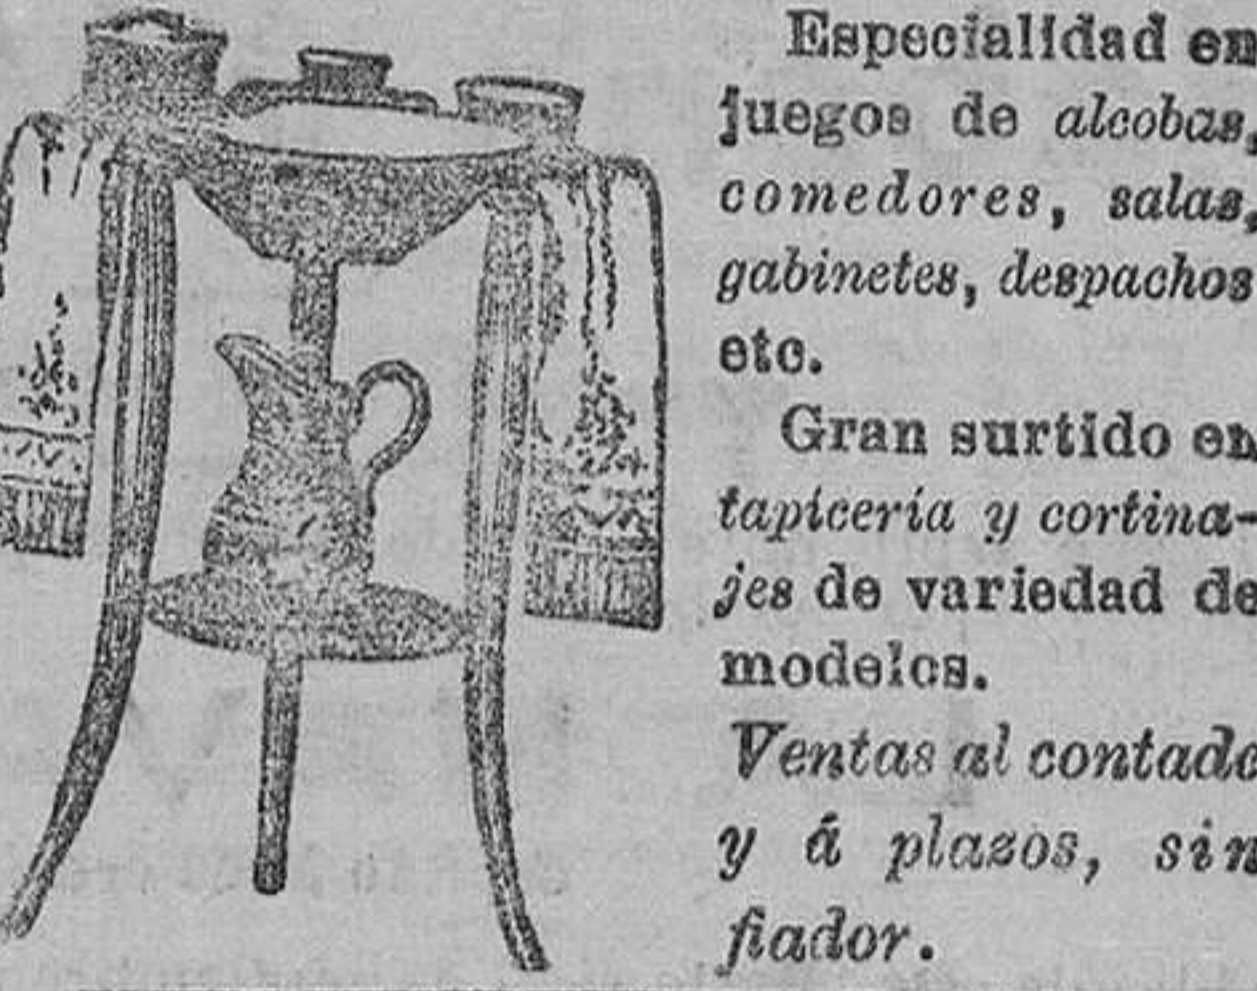 Especialidad en
juegos de alcobas,
comedores, salas,
gabinetes, despachos
etc.
Gran surtido en
tapicería y cortina-
jes de variedad de
modelos.
Ventas al contado
y á plazos, sin
fiador.